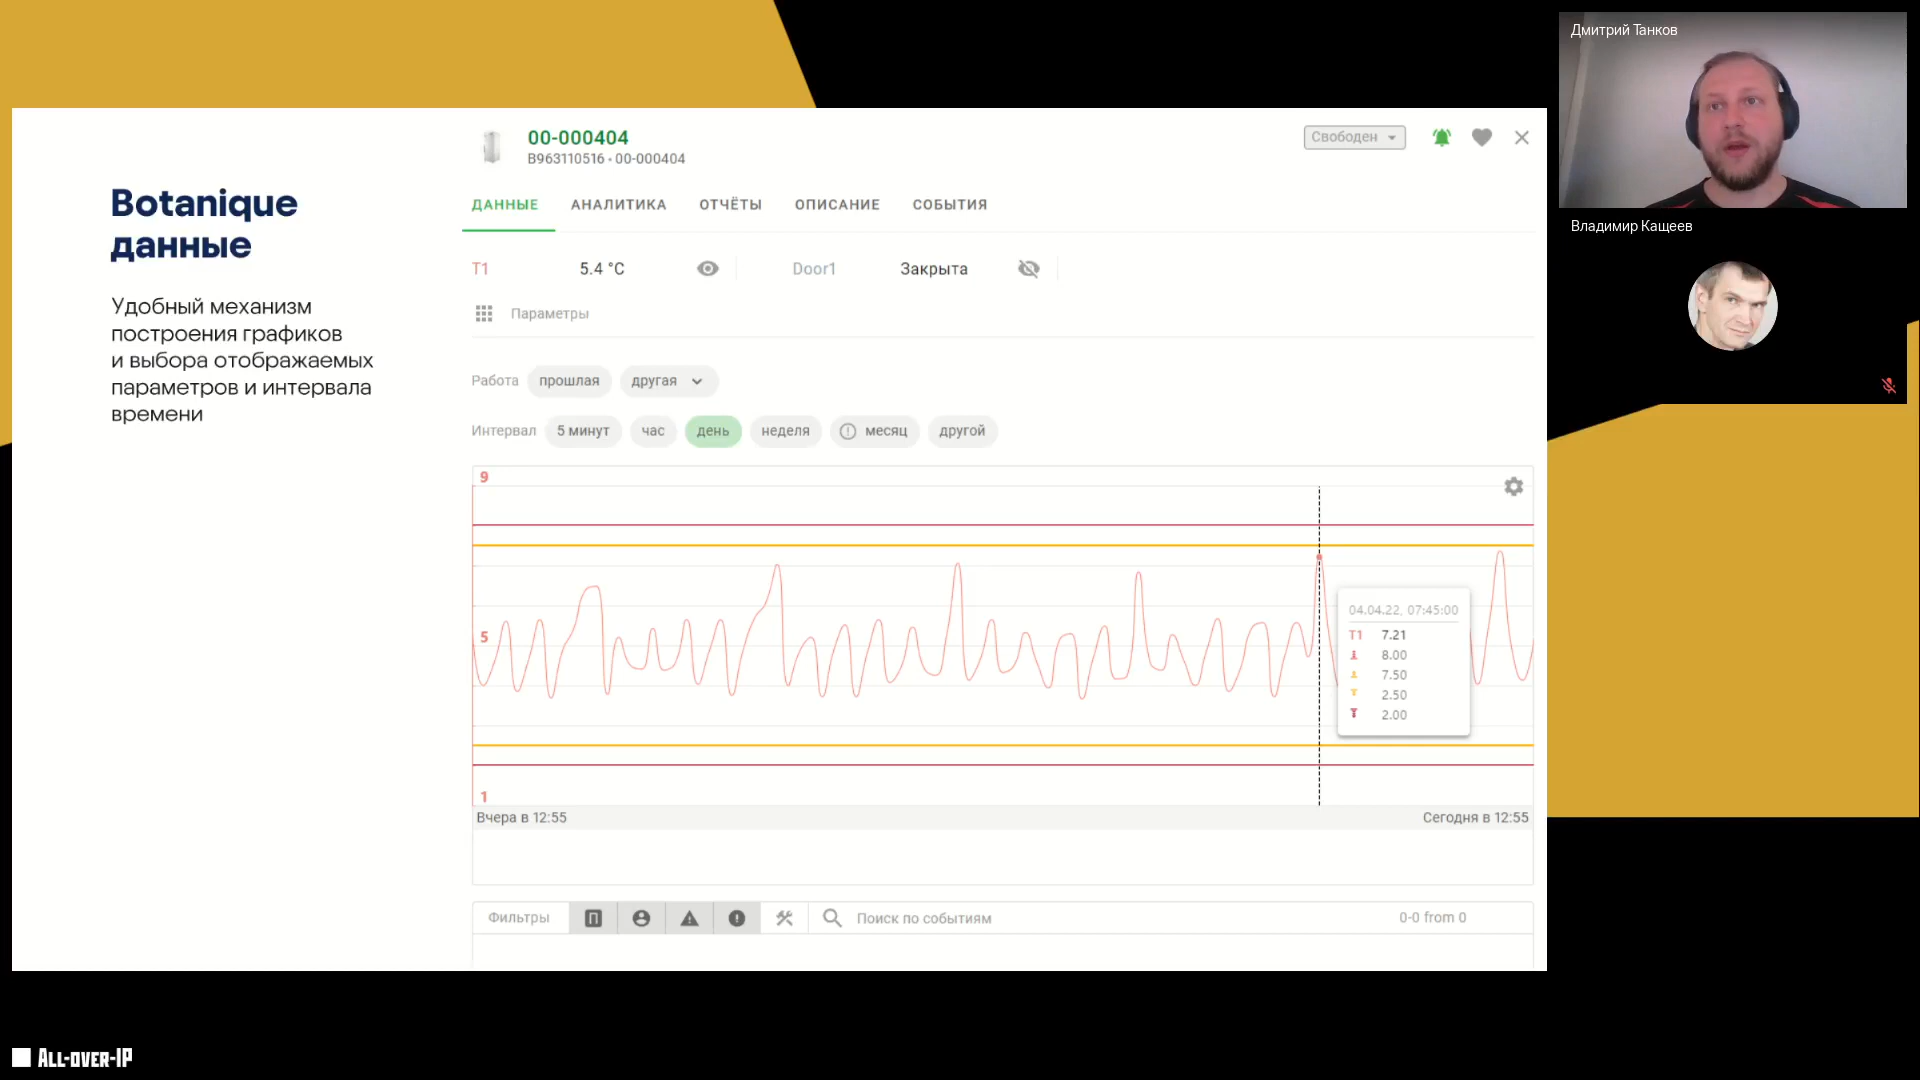 Дмитрий Танков
Владимир Кащеев
Botanique
данные
Удобный механизм
построения графиков
и выбора отображаемых
параметров и интервала
времени
00-000404
B963110516 • 00-000404
Свободен
ДАННЫЕ АНАЛИТИКА ОТЧЁТЫ ОПИСАНИЕ СОБЫТИЯ
T1 5.4 °C Door1 Закрыта
Параметры
Работа прошлая другая
Интервал 5 минут час день неделя месяц другой
9
5
1
04.04.22, 07:45:00
T1 7.21
8.00
7.50
2.50
2.00
Вчера в 12:55 Сегодня в 12:55
Фильтры Поиск по событиям 0-0 from 0
ALL-OVER-IP